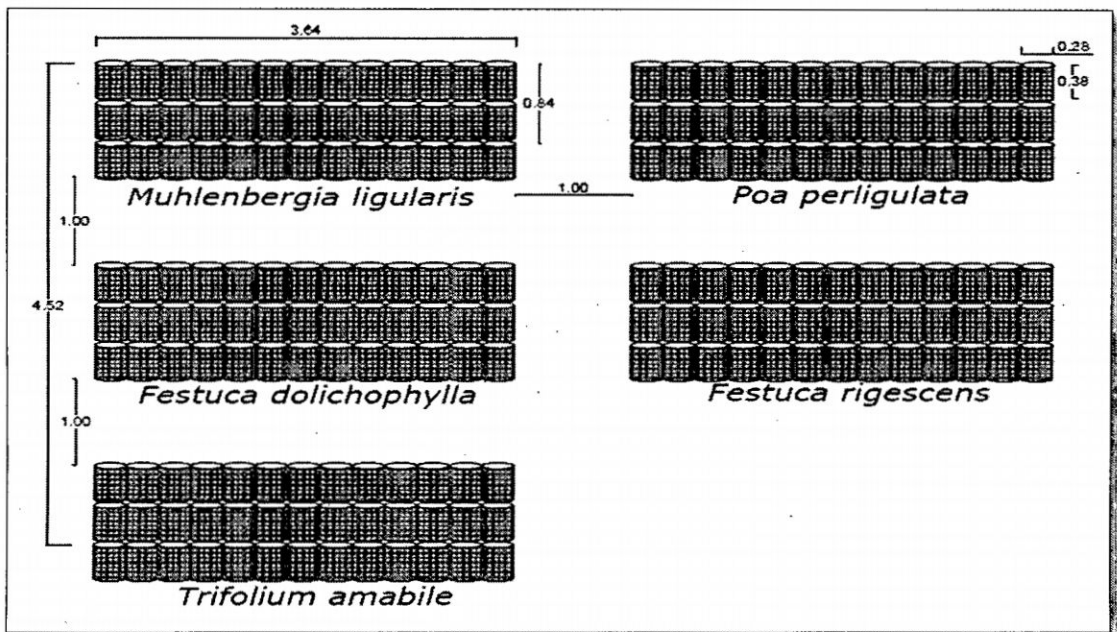 3.64
0.28
0.38
0.84
Muhlenbergia ligularis
1.00
Poa perligulata
1.00
4.52
Festuca dolichophylla
Festuca rigescens
1.00
Trifolium amabile